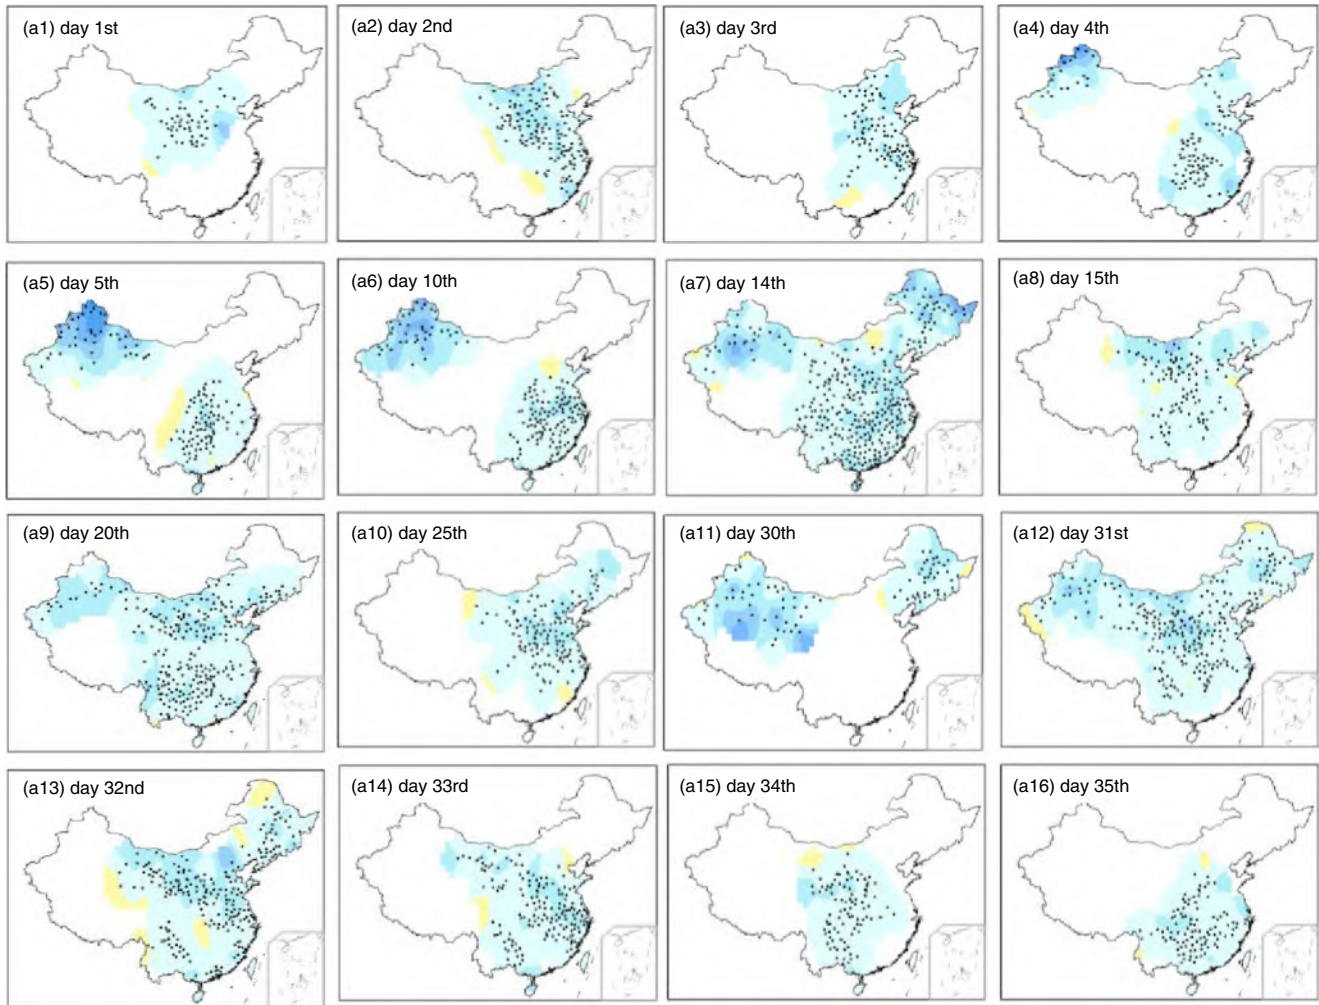 (a1) day 1st
(a2) day 2nd
(a3) day 3rd
(a4) day 4th
(a5) day 5th
(a6) day 10th
(a7) day 14th
(a8) day 15th
(a9) day 20th
(a10) day 25th
(a11) day 30th
(a12) day 31st
(a13) day 32nd
(a14) day 33rd
(a15) day 34th
(a16) day 35th